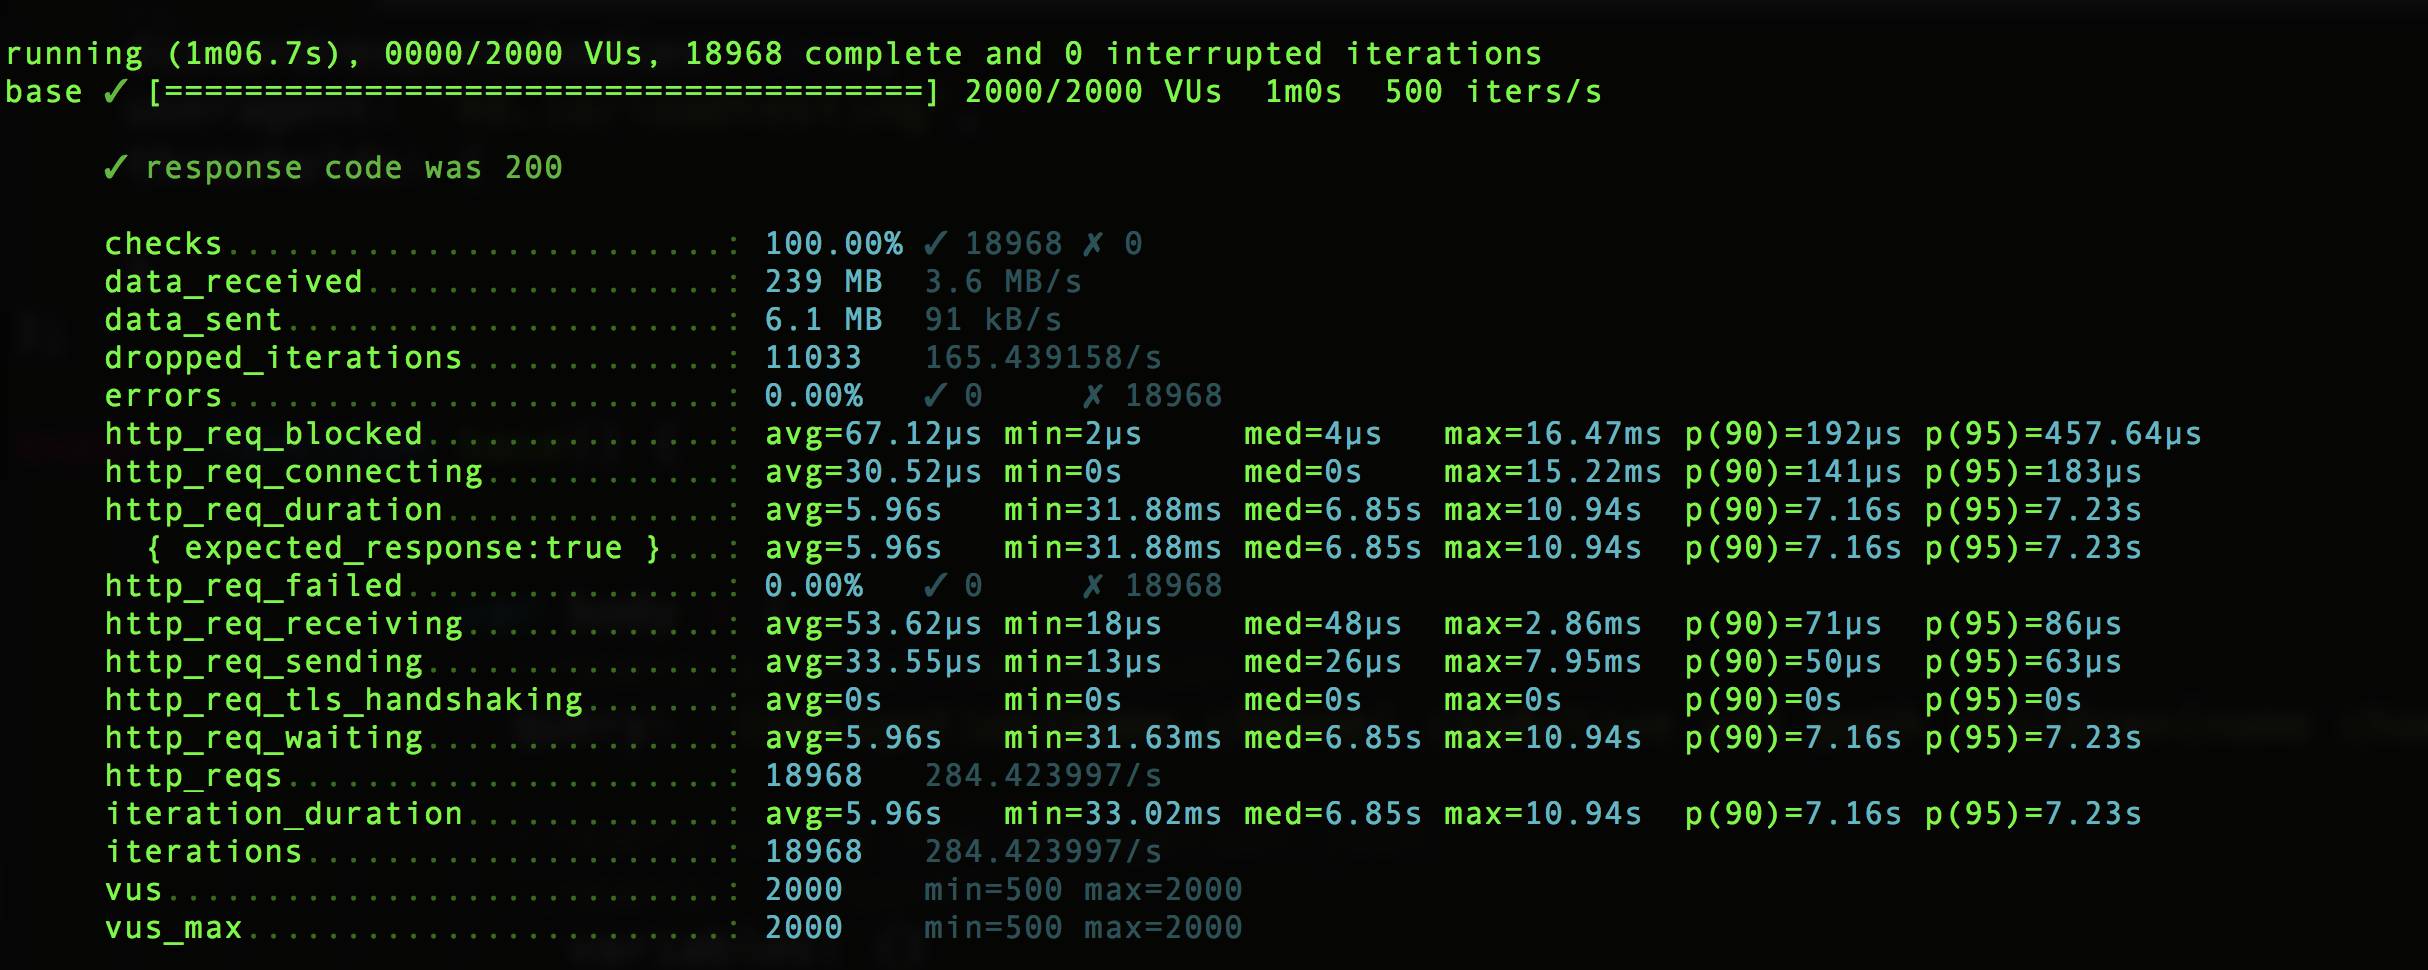 running (1m06.7s), 0000/2000 VUs, 18968 complete and 0 interrupted iterations
base ✓ [======================================] 2000/2000 VUs  1m0s  500 iters/s
✓ response code was 200
checks.........................: 100.00% ✓ 18968 ✗ 0
data_received..................: 239 MB  3.6 MB/s
data_sent......................: 6.1 MB  91 kB/s
dropped_iterations.............: 11033   165.439158/s
errors.........................: 0.00%   ✓ 0     ✗ 18968
http_req_blocked...............: avg=67.12µs min=2µs     med=4µs   max=16.47ms p(90)=192µs p(95)=457.64µs
http_req_connecting............: avg=30.52µs min=0s      med=0s    max=15.22ms p(90)=141µs p(95)=183µs
http_req_duration..............: avg=5.96s   min=31.88ms med=6.85s max=10.94s  p(90)=7.16s p(95)=7.23s
{ expected_response:true }...: avg=5.96s   min=31.88ms med=6.85s max=10.94s  p(90)=7.16s p(95)=7.23s
http_req_failed................: 0.00%   ✓ 0     ✗ 18968
http_req_receiving.............: avg=53.62µs min=18µs    med=48µs  max=2.86ms  p(90)=71µs  p(95)=86µs
http_req_sending...............: avg=33.55µs min=13µs    med=26µs  max=7.95ms  p(90)=50µs  p(95)=63µs
http_req_tls_handshaking.......: avg=0s      min=0s      med=0s    max=0s      p(90)=0s    p(95)=0s
http_req_waiting...............: avg=5.96s   min=31.63ms med=6.85s max=10.94s  p(90)=7.16s p(95)=7.23s
http_reqs......................: 18968   284.423997/s
iteration_duration.............: avg=5.96s   min=33.02ms med=6.85s max=10.94s  p(90)=7.16s p(95)=7.23s
iterations.....................: 18968   284.423997/s
vus............................: 2000    min=500 max=2000
vus_max........................: 2000    min=500 max=2000